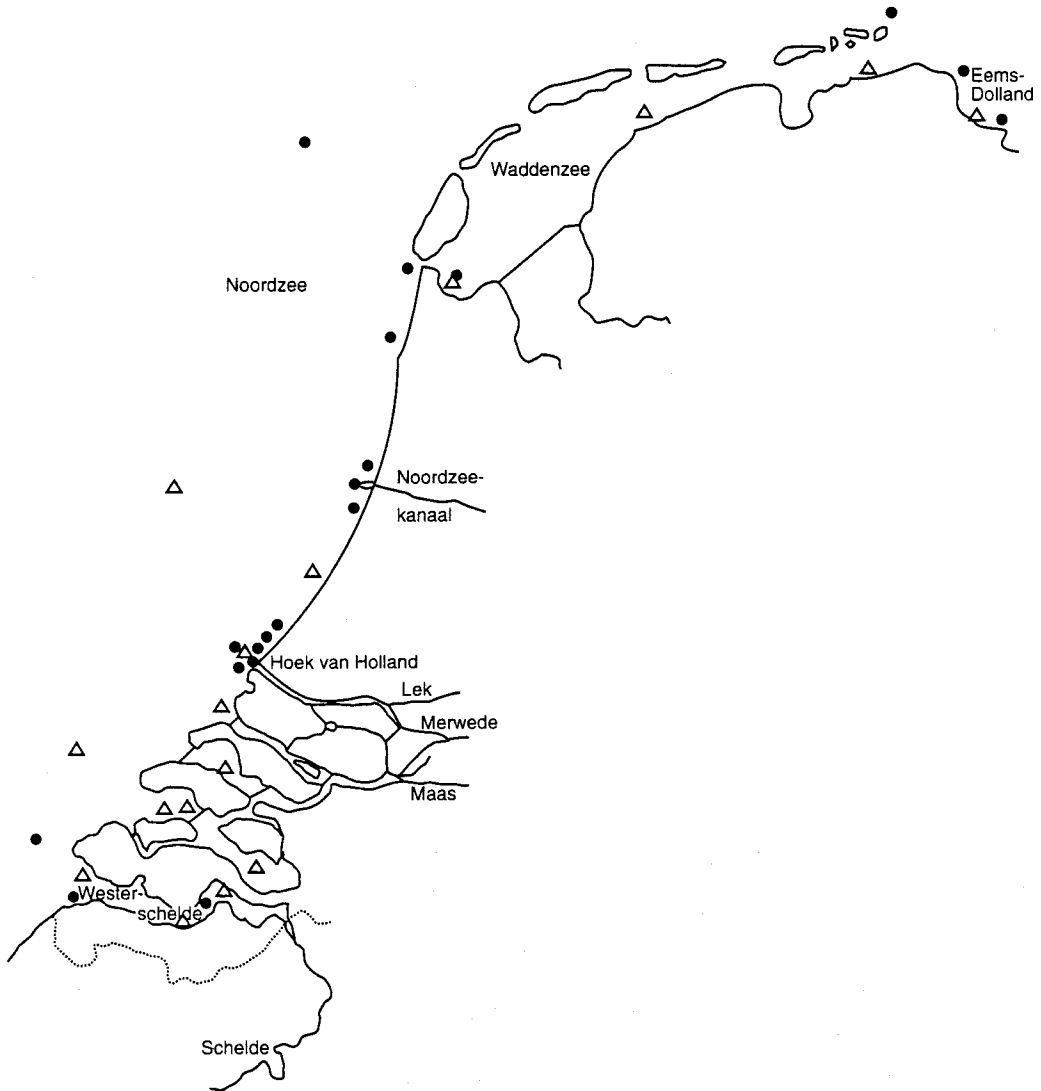 Eems-
Dolland
Waddenzee
Noordzee
Noordzee-
kanaal
Hoek van Holland
Lek
Merwede
Maas
Wester-
schelde
Schelde